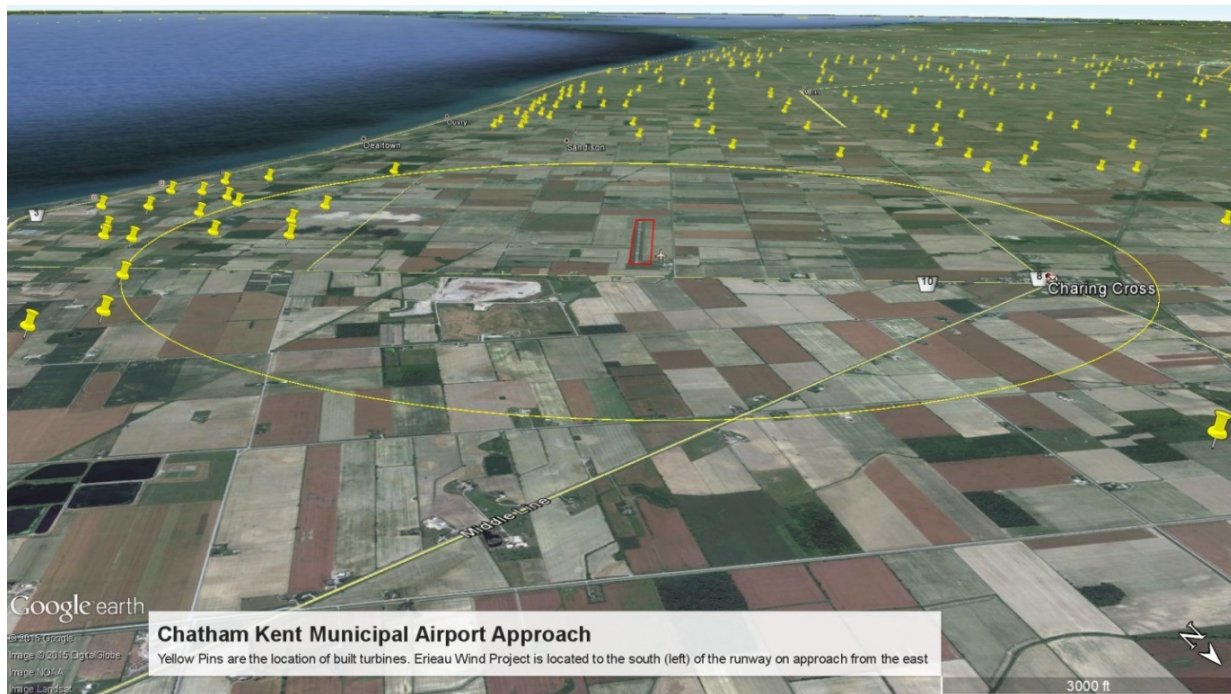 Ouvry
Dealtown
Sandison
3
10
8
Charing Cross
Middle Line
Google earth
© 2015 Google
Image © 2015 DigitalGlobe
Image NOAA
Image Landsat
Chatham Kent Municipal Airport Approach
Yellow Pins are the location of built turbines. Erieau Wind Project is located to the south (left) of the runway on approach from the east
N
3000 ft